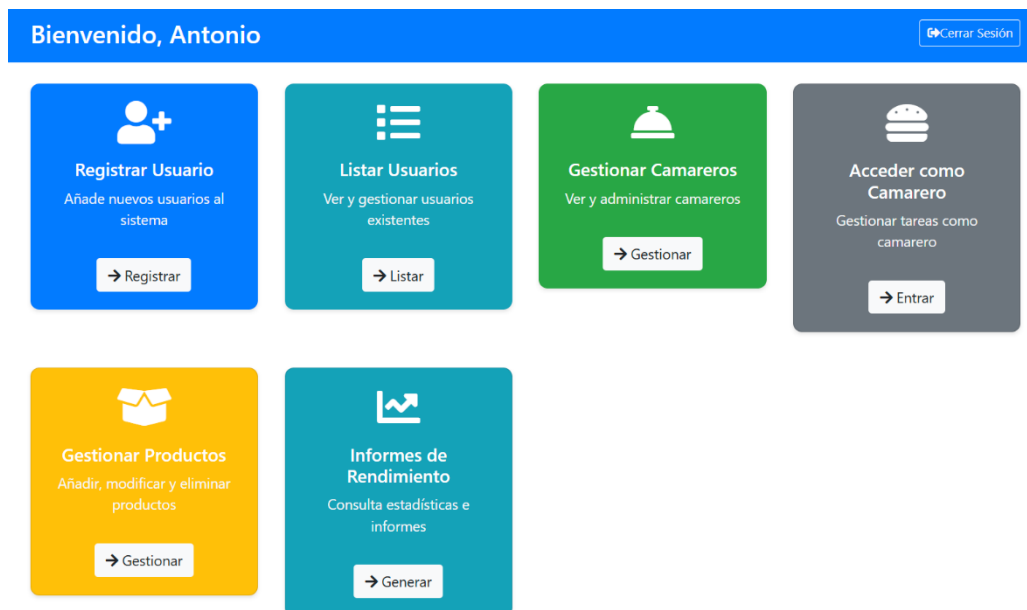 Bienvenido, Antonio
Cerrar Sesión
Registrar Usuario
Añade nuevos usuarios al
sistema
Registrar
Listar Usuarios
Ver y gestionar usuarios
existentes
Listar
Gestionar Camareros
Ver y administrar camareros
Gestionar
Acceder como
Camarero
Gestionar tareas como
camarero
Entrar
Gestionar Productos
Añadir, modificar y eliminar
productos
Gestionar
Informes de
Rendimiento
Consulta estadísticas e
informes
Generar